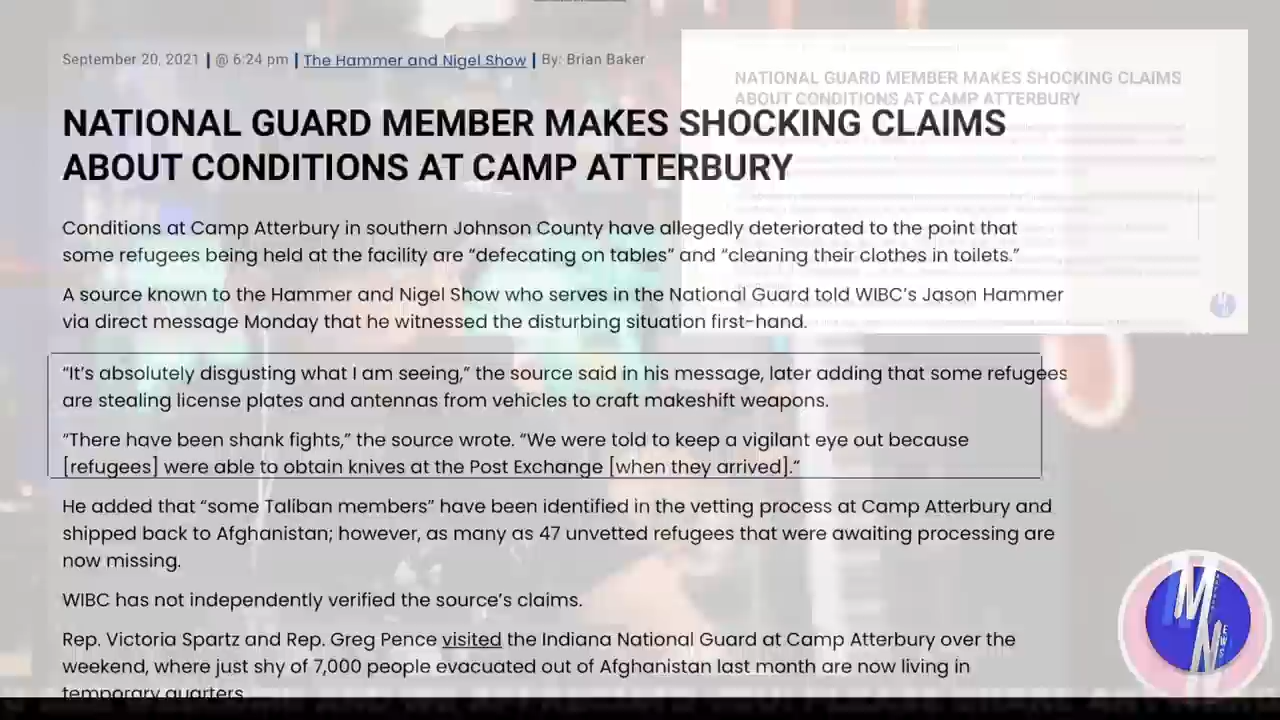 September 20, 2021 | @ 6:24 pm | The Hammer and Nigel Show | By: Brian Baker
NATIONAL GUARD MEMBER MAKES SHOCKING CLAIMS
ABOUT CONDITIONS AT CAMP ATTERBURY
NATIONAL GUARD MEMBER MAKES SHOCKING CLAIMS
ABOUT CONDITIONS AT CAMP ATTERBURY
Conditions at Camp Atterbury in southern Johnson County have allegedly deteriorated to the point that
some refugees being held at the facility are “defecating on tables” and “cleaning their clothes in toilets.”
A source known to the Hammer and Nigel Show who serves in the National Guard told WIBC’s Jason Hammer
via direct message Monday that he witnessed the disturbing situation first-hand.
“It’s absolutely disgusting what I am seeing,” the source said in his message, later adding that some refugees
are stealing license plates and antennas from vehicles to craft makeshift weapons.
“There have been shank fights,” the source wrote. “We were told to keep a vigilant eye out because
[refugees] were able to obtain knives at the Post Exchange [when they arrived].”
He added that “some Taliban members” have been identified in the vetting process at Camp Atterbury and
shipped back to Afghanistan; however, as many as 47 unvetted refugees that were awaiting processing are
now missing.
WIBC has not independently verified the source’s claims.
Rep. Victoria Spartz and Rep. Greg Pence visited the Indiana National Guard at Camp Atterbury over the
weekend, where just shy of 7,000 people evacuated out of Afghanistan last month are now living in
temporary quarters.